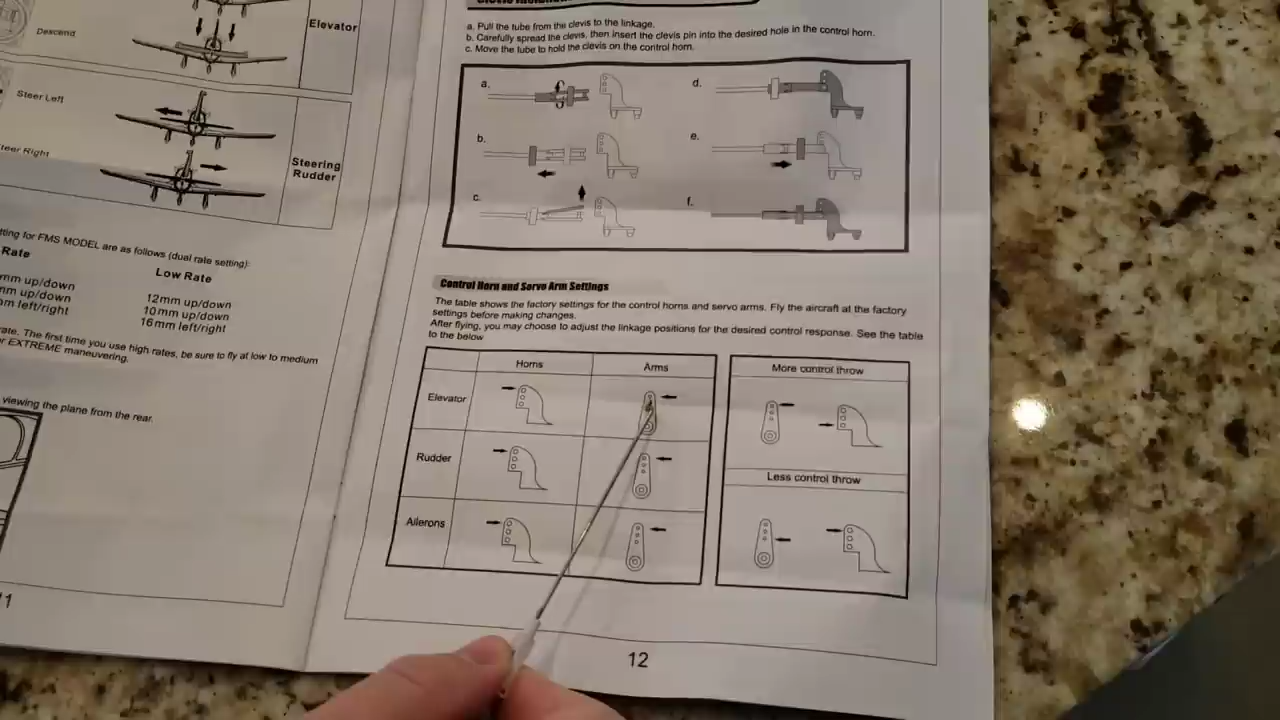 Descend
Elevator
Steer Left
Steer Right
Steering
Rudder
tting for FMS MODEL are as follows (dual rate setting):
Rate
Low Rate
mm up/down
12mm up/down
mm up/down
10mm up/down
mm left/right
16mm left/right
rate. The first time you use high rates, be sure to fly at low to medium
r EXTREME maneuvering.
viewing the plane from the rear.
11
a. Pull the tube from the clevis to the linkage.
b. Carefully spread the clevis, then insert the clevis pin into the desired hole in the control horn.
c. Move the tube to hold the clevis on the control horn.
a.
d.
b.
e.
c.
f.
Control Horn and Servo Arm Settings
The table shows the factory settings for the control horns and servo arms. Fly the aircraft at the factory
settings before making changes.
After flying, you may choose to adjust the linkage positions for the desired control response. See the table
to the below
Horns
Arms
Elevator
Rudder
Ailerons
More control throw
Less control throw
12